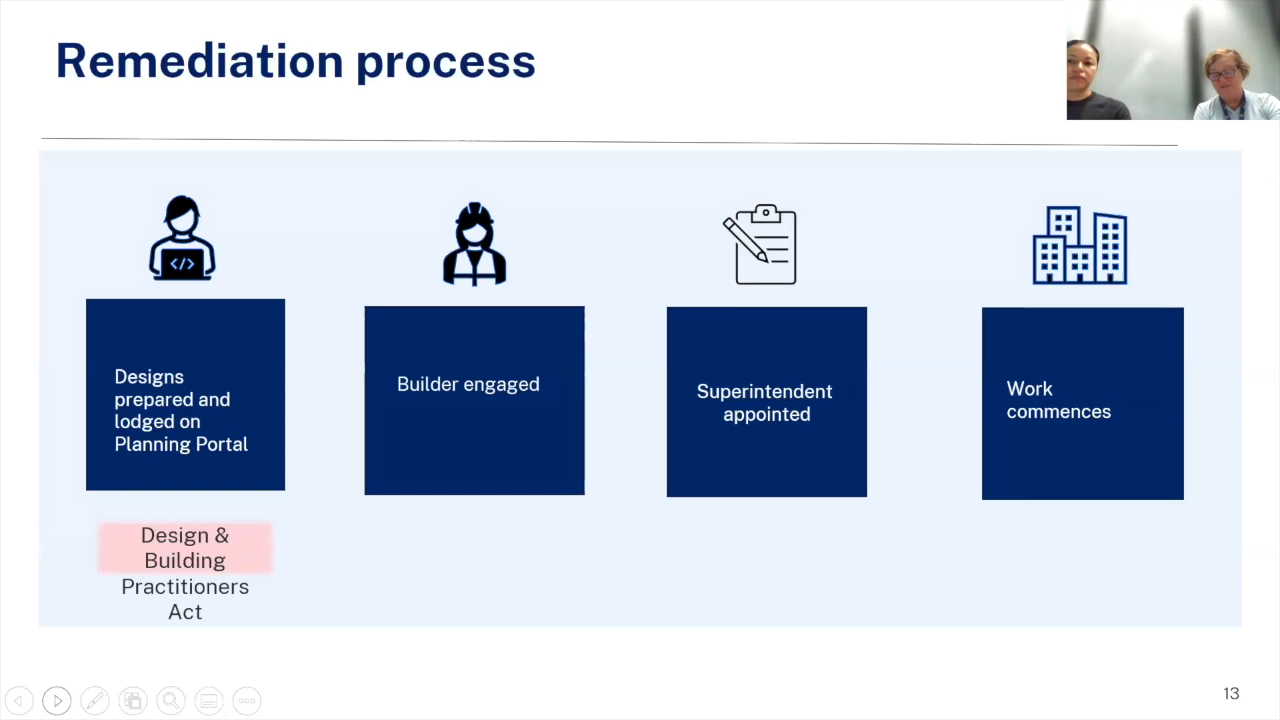 Remediation process
</>
Designs
prepared and
lodged on
Planning Portal
Builder engaged
Superintendent
appointed
Work
commences
Design &
Building
Practitioners
Act
13